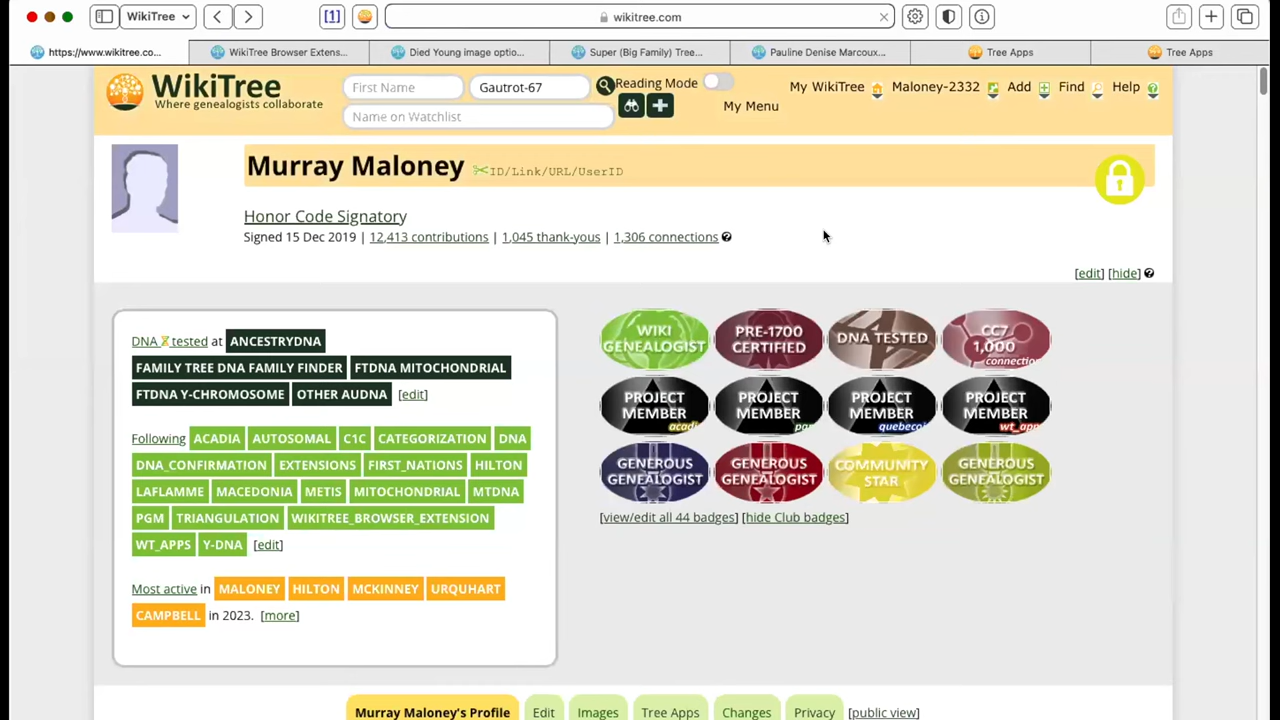 WikiTree [1] wikitree.com
https://www.wikitree.co... WikiTree Browser Extens... Died Young image optio... Super (Big Family) Tree... Pauline Denise Marcoux... Tree Apps Tree Apps
WikiTree
Where genealogists collaborate
First Name Gautrot-67 Reading Mode
Name on Watchlist
My Menu
My WikiTree Maloney-2332 Add Find Help
Murray Maloney ID/Link/URL/UserID
Honor Code Signatory
Signed 15 Dec 2019 | 12,413 contributions | 1,045 thank-yous | 1,306 connections
[edit] [hide]
DNA tested at ANCESTRYDNA
FAMILY TREE DNA FAMILY FINDER FTDNA MITOCHONDRIAL
FTDNA Y-CHROMOSOME OTHER AUDNA [edit]
Following ACADIA AUTOSOMAL C1C CATEGORIZATION DNA
DNA_CONFIRMATION EXTENSIONS FIRST_NATIONS HILTON
LAFLAMME MACEDONIA METIS MITOCHONDRIAL MTDNA
PGM TRIANGULATION WIKITREE_BROWSER_EXTENSION
WT_APPS Y-DNA [edit]
Most active in MALONEY HILTON MCKINNEY URQUHART
CAMPBELL in 2023. [more]
WIKI GENEALOGIST
PRE-1700 CERTIFIED
DNA TESTED
CC7 1,000 connection
PROJECT MEMBER acadi
PROJECT MEMBER
PROJECT MEMBER quebecoi
PROJECT MEMBER wt_app
GENEROUS GENEALOGIST
GENEROUS GENEALOGIST
COMMUNITY STAR
GENEROUS GENEALOGIST
[view/edit all 44 badges] [hide Club badges]
Murray Maloney's Profile Edit Images Tree Apps Changes Privacy [public view]